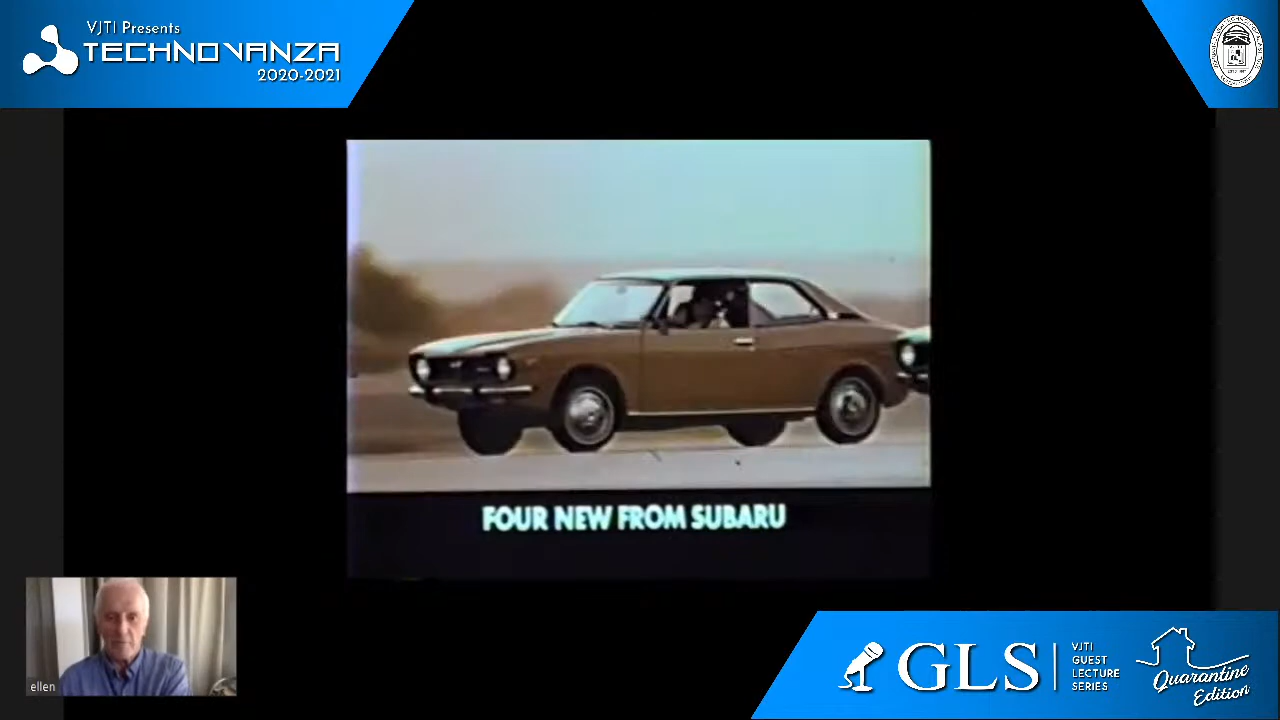 VJTI Presents
TECHNOVANZA
2020-2021
FOUR NEW FROM SUBARU
ellen
GLS
VJTI
GUEST
LECTURE
SERIES
Quarantine
Edition